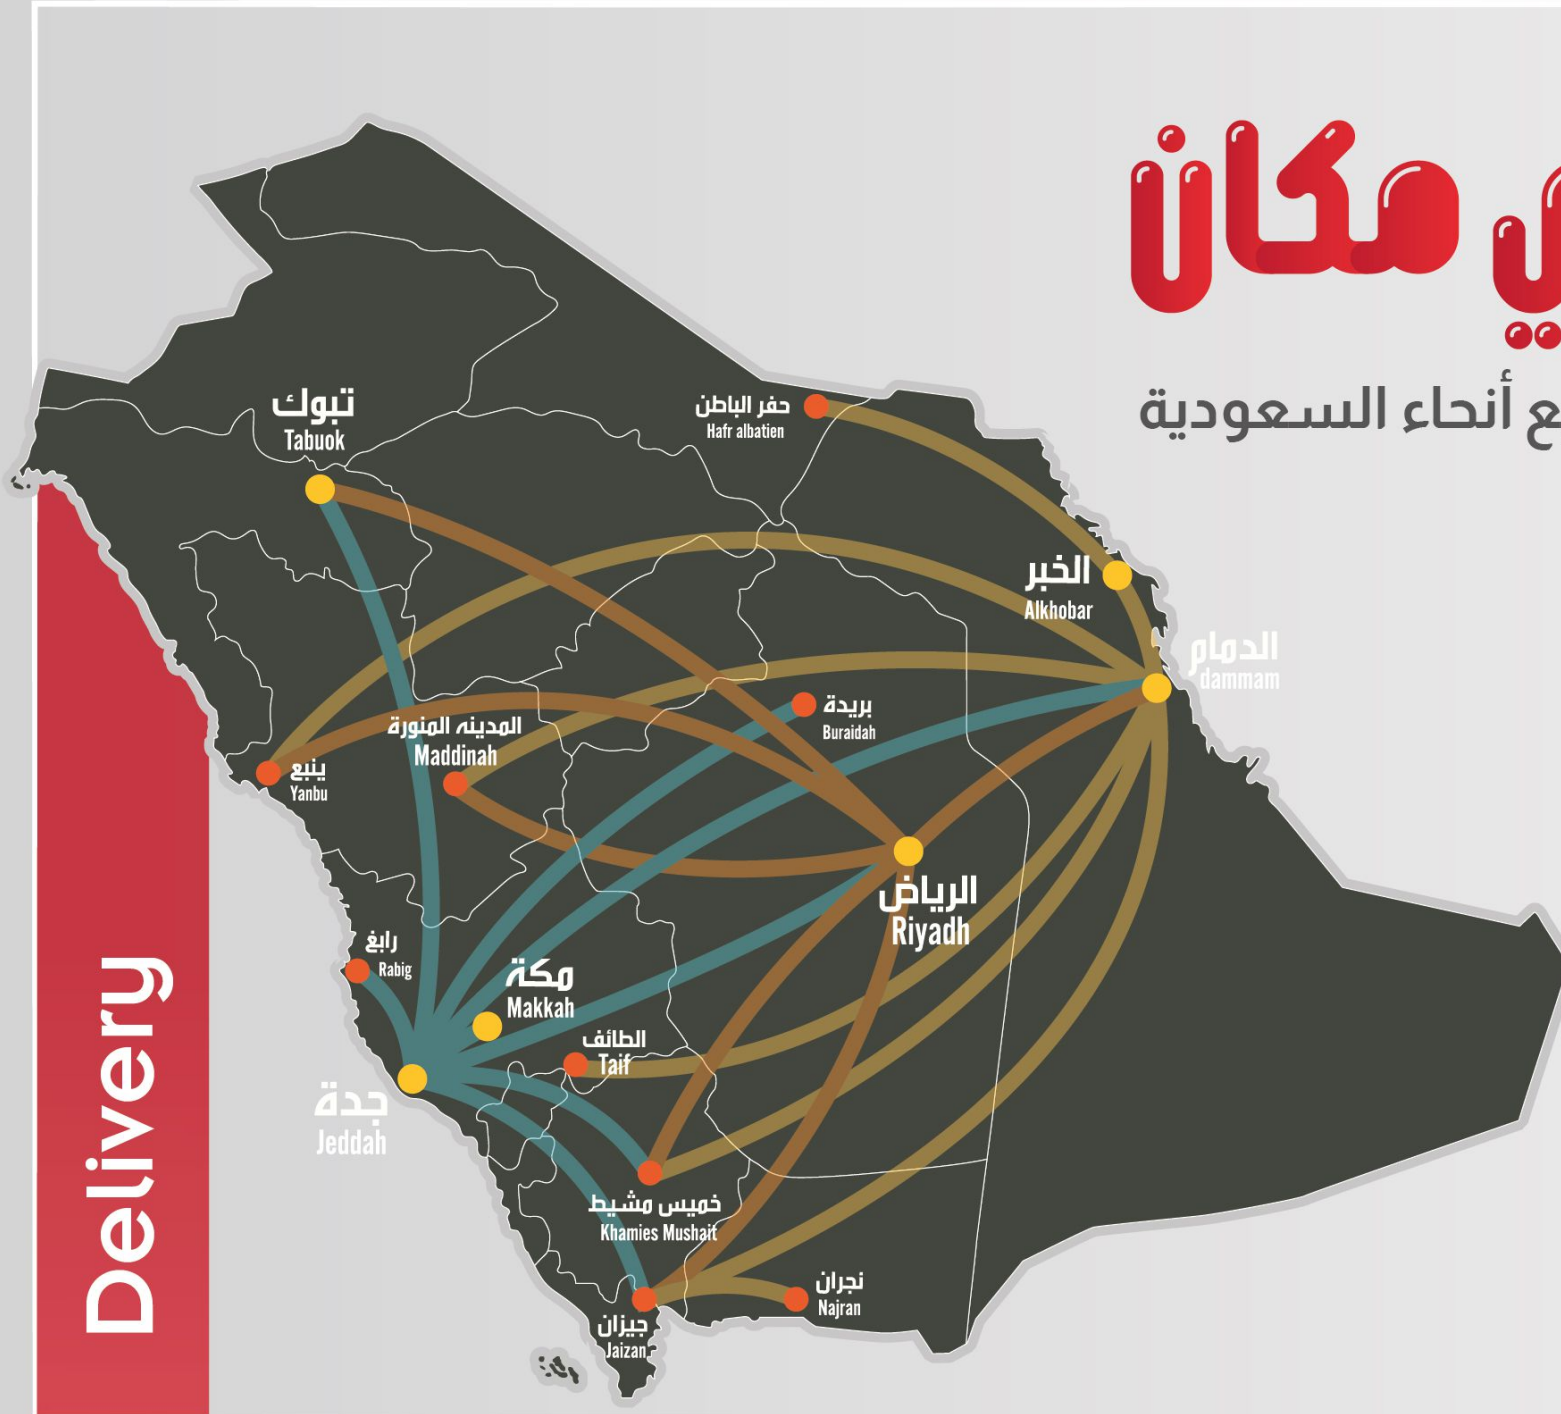 مكان
أنحاء السعودية
تبوك
Tabuok
حفر الباطن
Hafr albatien
الخبر
Alkhobar
الدمام
dammam
بريدة
Buraidah
المدينه المنورة
Maddinah
ينبع
Yanbu
الرياض
Riyadh
رابغ
Rabig
مكة
Makkah
الطائف
Taif
جدة
Jeddah
خميس مشيط
Khamies Mushait
نجران
Najran
جيزان
Jaizan
Delivery